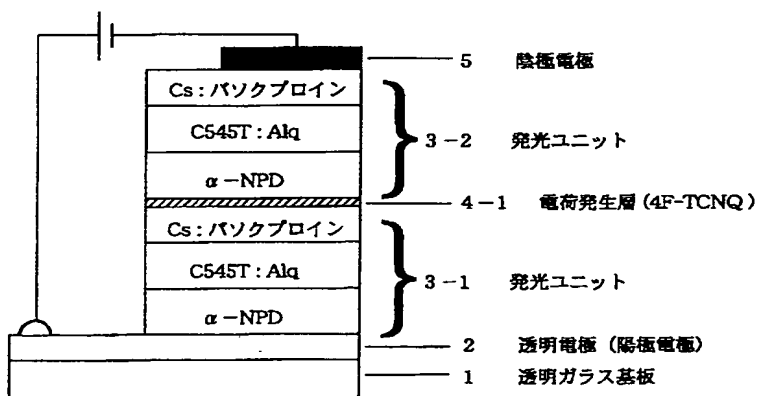 5 陰極電極
Cs:バソクプロイン
C545T:Alq
3-2 発光ユニット
α-NPD
4-1 電荷発生層(4F-TCNQ)
Cs:バソクプロイン
C545T:Alq
3-1 発光ユニット
α-NPD
2 透明電極(陽極電極)
1 透明ガラス基板